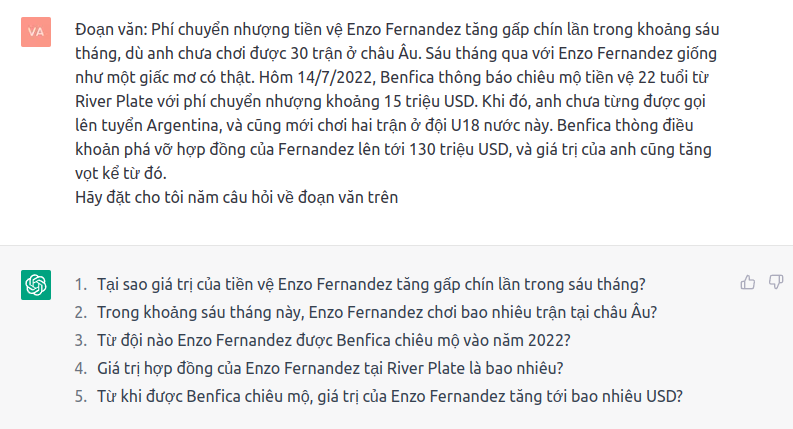 VA
Đoạn văn: Phí chuyển nhượng tiền vệ Enzo Fernandez tăng gấp chín lần trong khoảng sáu
tháng, dù anh chưa chơi được 30 trận ở châu Âu. Sáu tháng qua với Enzo Fernandez giống
như một giấc mơ có thật. Hôm 14/7/2022, Benfica thông báo chiêu mộ tiền vệ 22 tuổi từ
River Plate với phí chuyển nhượng khoảng 15 triệu USD. Khi đó, anh chưa từng được gọi
lên tuyển Argentina, và cũng mới chơi hai trận ở đội U18 nước này. Benfica thòng điều
khoản phá vỡ hợp đồng của Fernandez lên tới 130 triệu USD, và giá trị của anh cũng tăng
vọt kể từ đó.
Hãy đặt cho tôi năm câu hỏi về đoạn văn trên
1. Tại sao giá trị của tiền vệ Enzo Fernandez tăng gấp chín lần trong sáu tháng?
2. Trong khoảng sáu tháng này, Enzo Fernandez chơi bao nhiêu trận tại châu Âu?
3. Từ đội nào Enzo Fernandez được Benfica chiêu mộ vào năm 2022?
4. Giá trị hợp đồng của Enzo Fernandez tại River Plate là bao nhiêu?
5. Từ khi được Benfica chiêu mộ, giá trị của Enzo Fernandez tăng tới bao nhiêu USD?